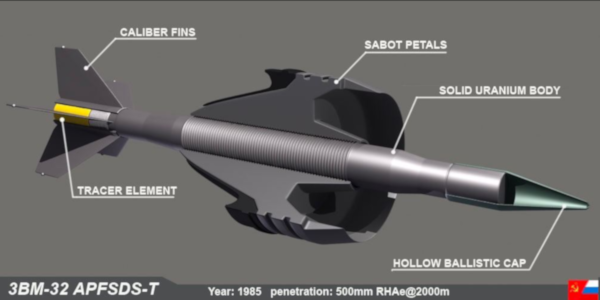 CALIBER FINS
SABOT PETALS
SOLID URANIUM BODY
TRACER ELEMENT
HOLLOW BALLISTIC CAP
3BM-32 APFSDS-T
Year: 1985 penetration: 500mm RHAe@2000m